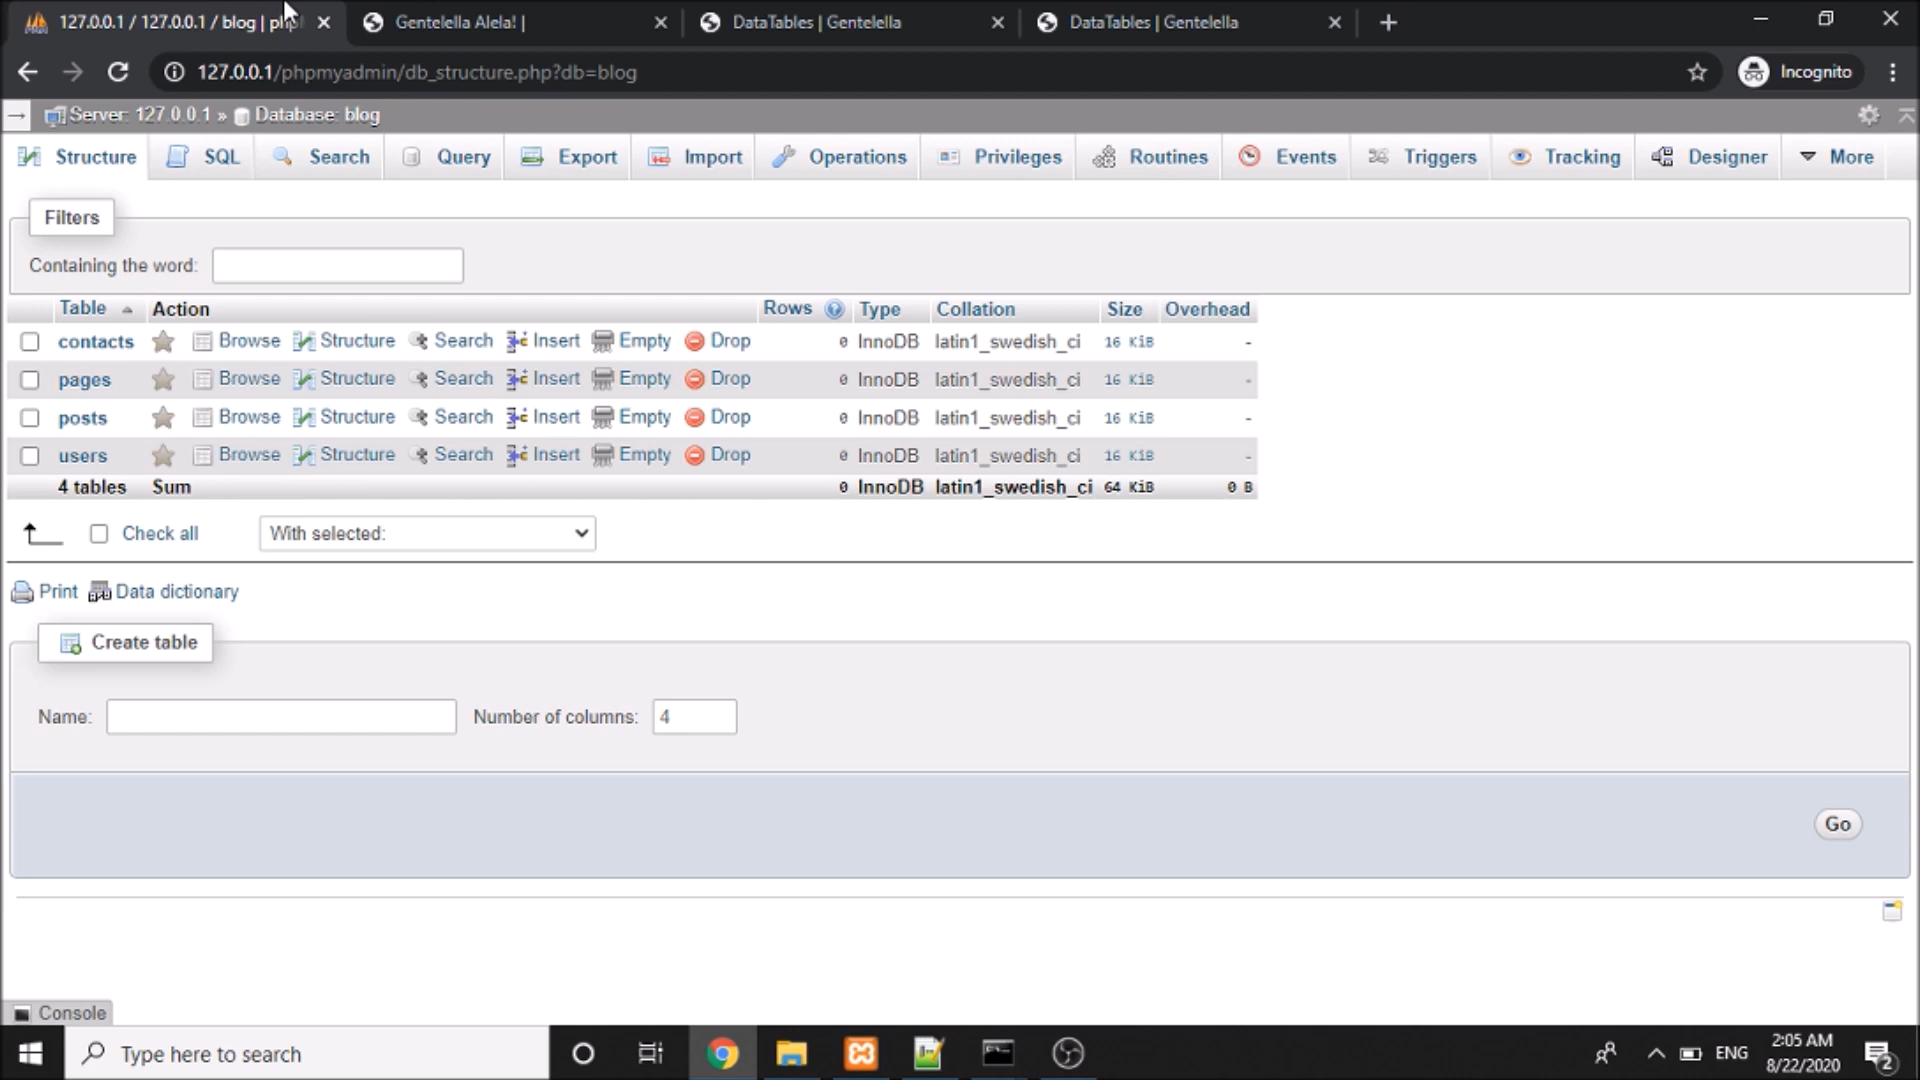 127.0.0.1 / 127.0.0.1 / blog | php
Gentelella Alela! |
DataTables | Gentelella
DataTables | Gentelella
127.0.0.1/phpmyadmin/db_structure.php?db=blog
Incognito
Server: 127.0.0.1 » Database: blog
Structure SQL Search Query Export Import Operations Privileges Routines Events Triggers Tracking Designer More
Filters
Containing the word:
Table Action Rows Type Collation Size Overhead
contacts Browse Structure Search Insert Empty Drop 0 InnoDB latin1_swedish_ci 16 KiB -
pages Browse Structure Search Insert Empty Drop 0 InnoDB latin1_swedish_ci 16 KiB -
posts Browse Structure Search Insert Empty Drop 0 InnoDB latin1_swedish_ci 16 KiB -
users Browse Structure Search Insert Empty Drop 0 InnoDB latin1_swedish_ci 16 KiB -
4 tables Sum 0 InnoDB latin1_swedish_ci 64 KiB 0 B
Check all With selected:
Print Data dictionary
Create table
Name: Number of columns: 4
Go
Console
Type here to search
ENG
2:05 AM
8/22/2020
2